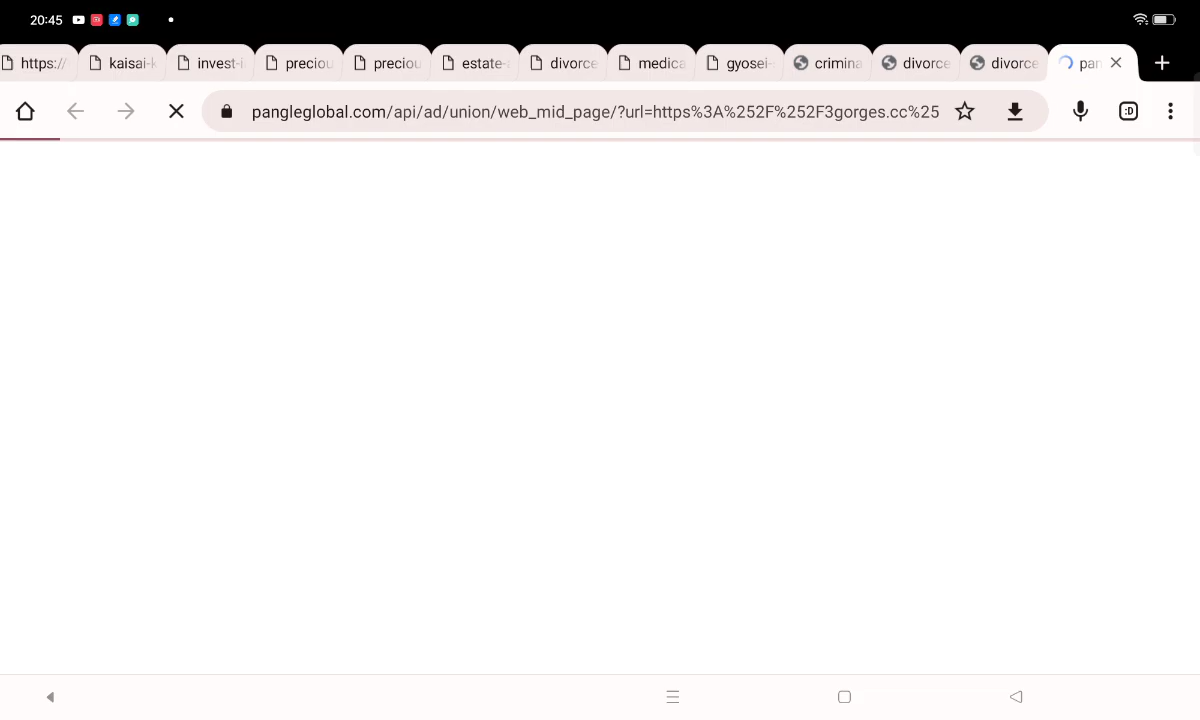 20:45
https:// kaisai-k invest-i preciou preciou estate-a divorce medica gyosei- crimina divorce divorce pan
pangleglobal.com/api/ad/union/web_mid_page/?url=https%3A%252F%252F3gorges.cc%25
:D